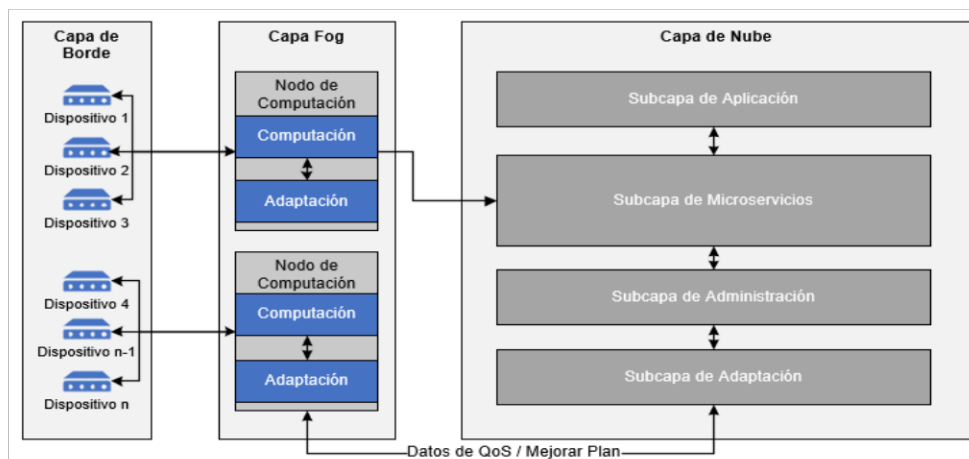 Capa de
Borde
Dispositivo 1
Dispositivo 2
Dispositivo 3
Dispositivo 4
Dispositivo n-1
Dispositivo n
Capa Fog
Nodo de
Computación
Computación
Adaptación
Nodo de
Computación
Computación
Adaptación
Capa de Nube
Subcapa de Aplicación
Subcapa de Microservicios
Subcapa de Administración
Subcapa de Adaptación
Datos de QoS / Mejorar Plan